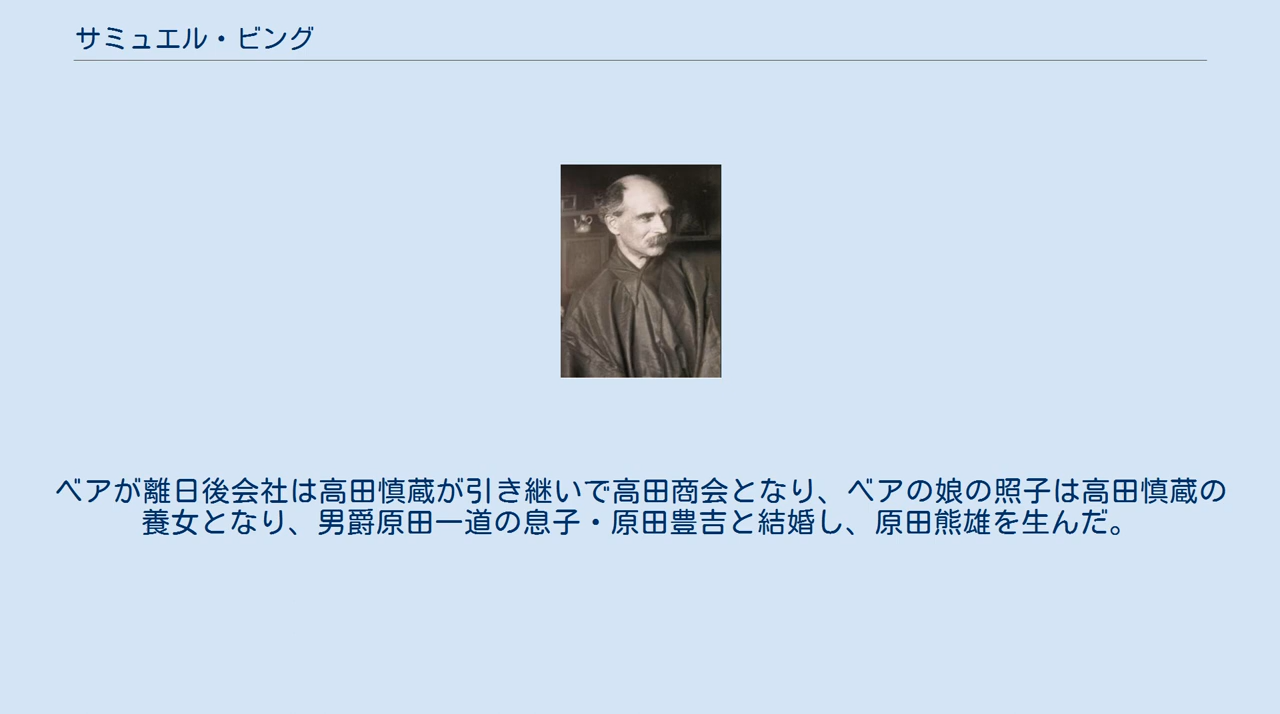 サミュエル・ビング
ベアが離日後会社は高田慎蔵が引き継いで高田商会となり、ベアの娘の照子は高田慎蔵の
養女となり、男爵原田一道の息子・原田豊吉と結婚し、原田熊雄を生んだ。